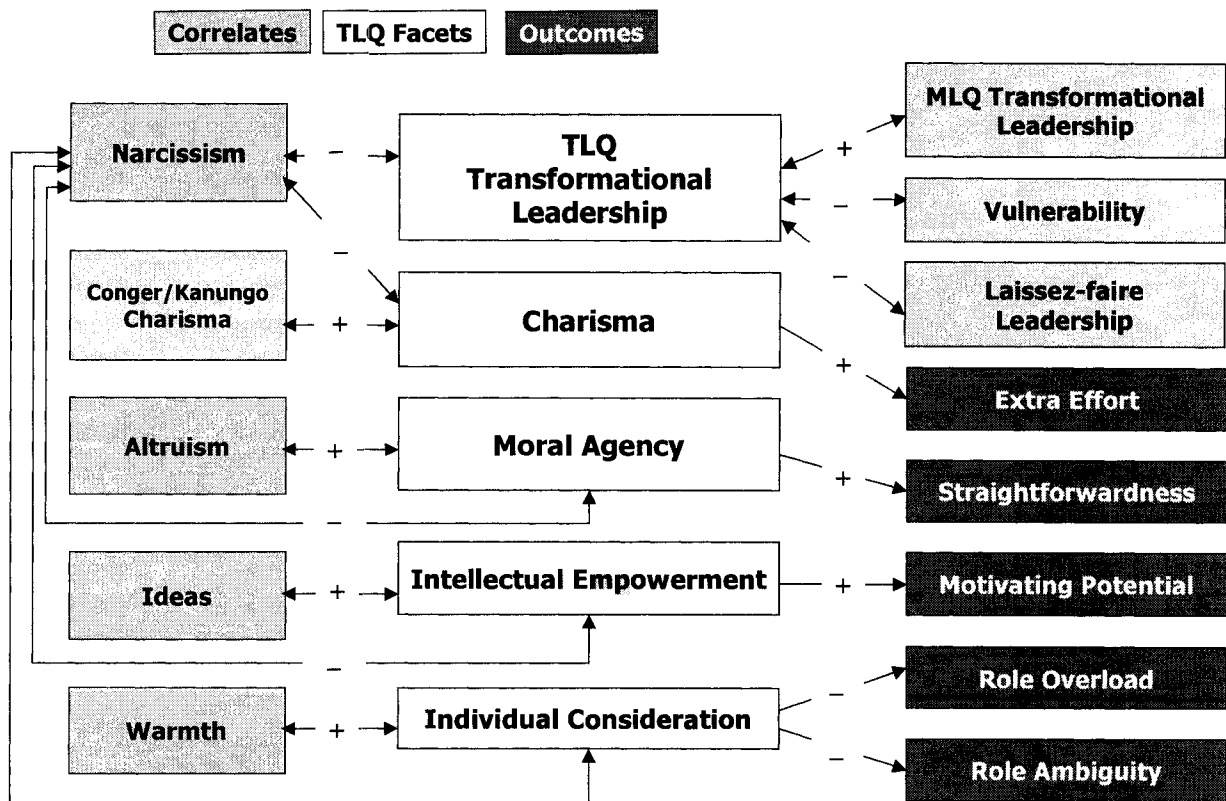 Correlates
TLQ Facets
Outcomes
Narcissism
−
TLQ
Transformational
Leadership
+
MLQ Transformational
Leadership
−
Vulnerability
−
Conger/Kanungo
Charisma
+
Charisma
−
Laissez-faire
Leadership
+
Extra Effort
Altruism
+
Moral Agency
+
Straightforwardness
−
Ideas
+
Intellectual Empowerment
+
Motivating Potential
−
Warmth
+
Individual Consideration
−
Role Overload
−
Role Ambiguity